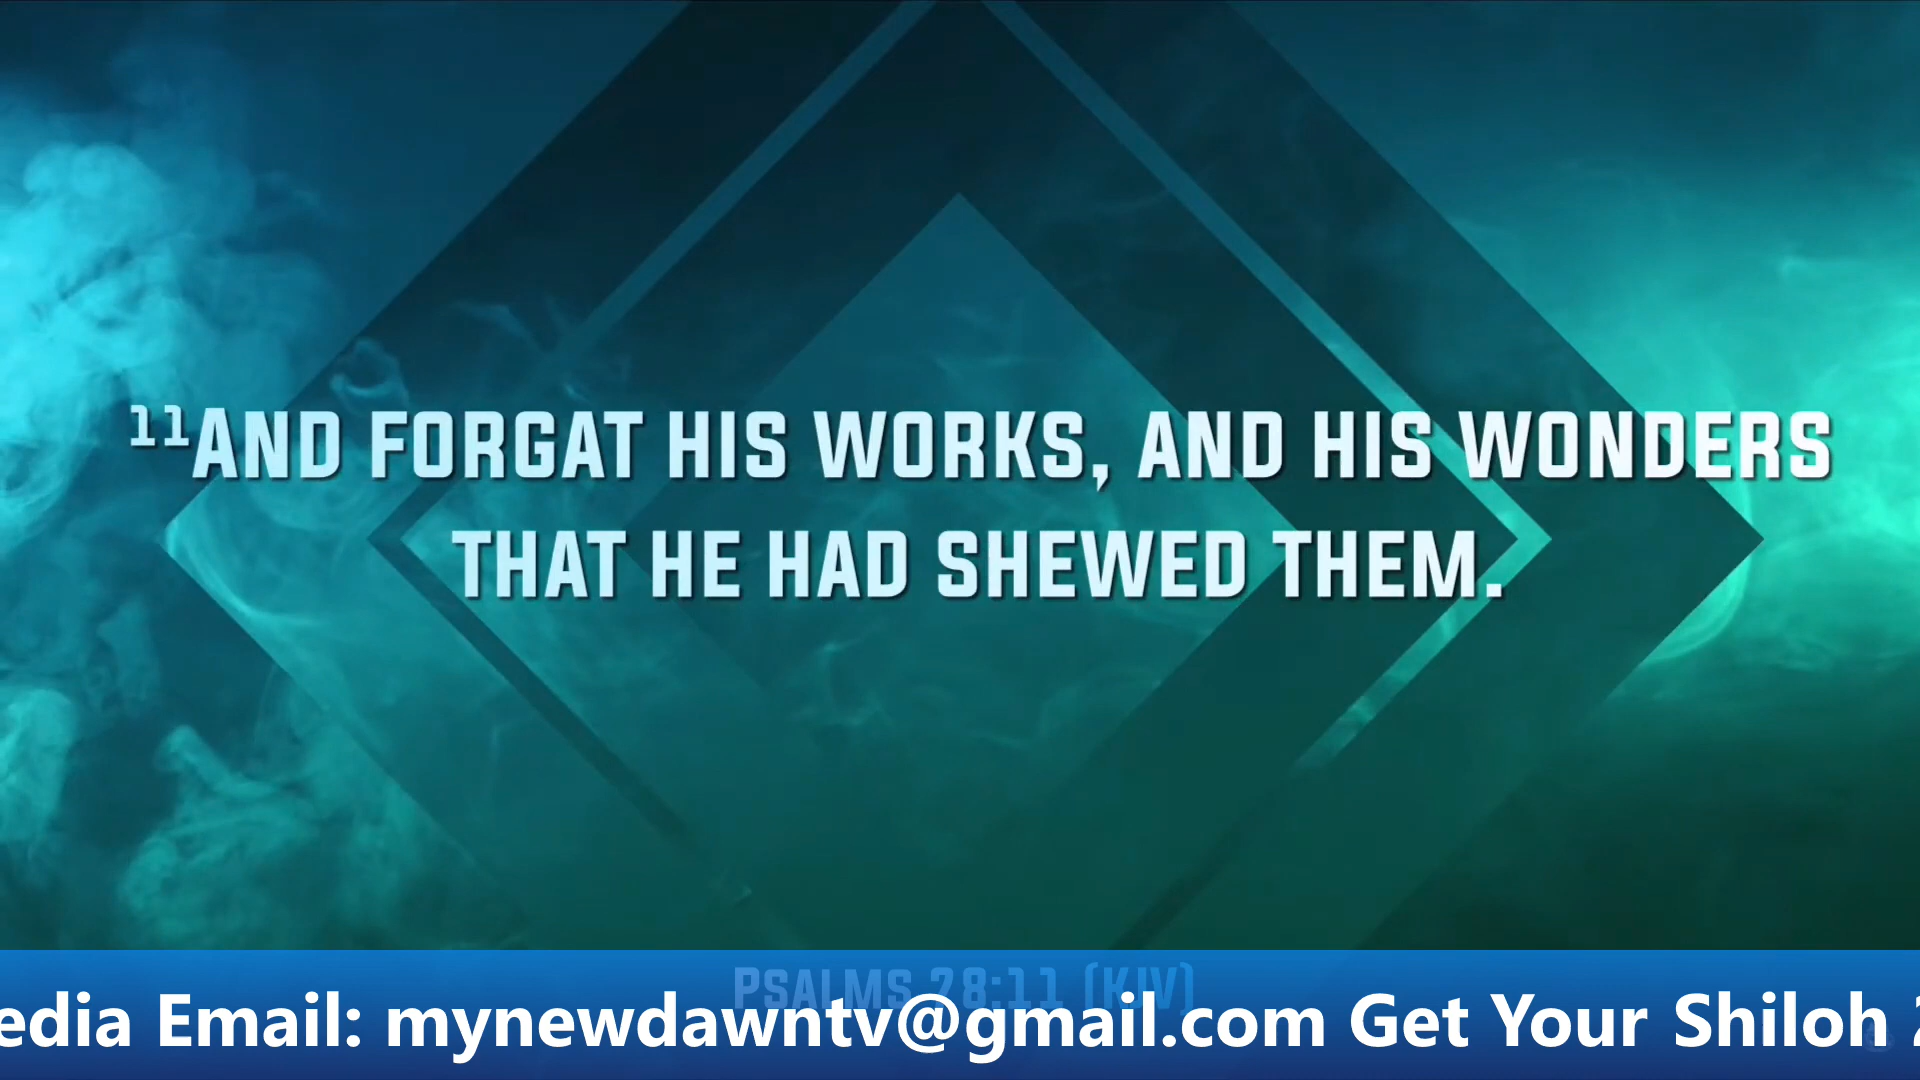 ¹¹AND FORGAT HIS WORKS, AND HIS WONDERS
THAT HE HAD SHEWED THEM.
PSALMS 78:11 (KJV)
edia Email: mynewdawntv@gmail.com Get Your Shiloh